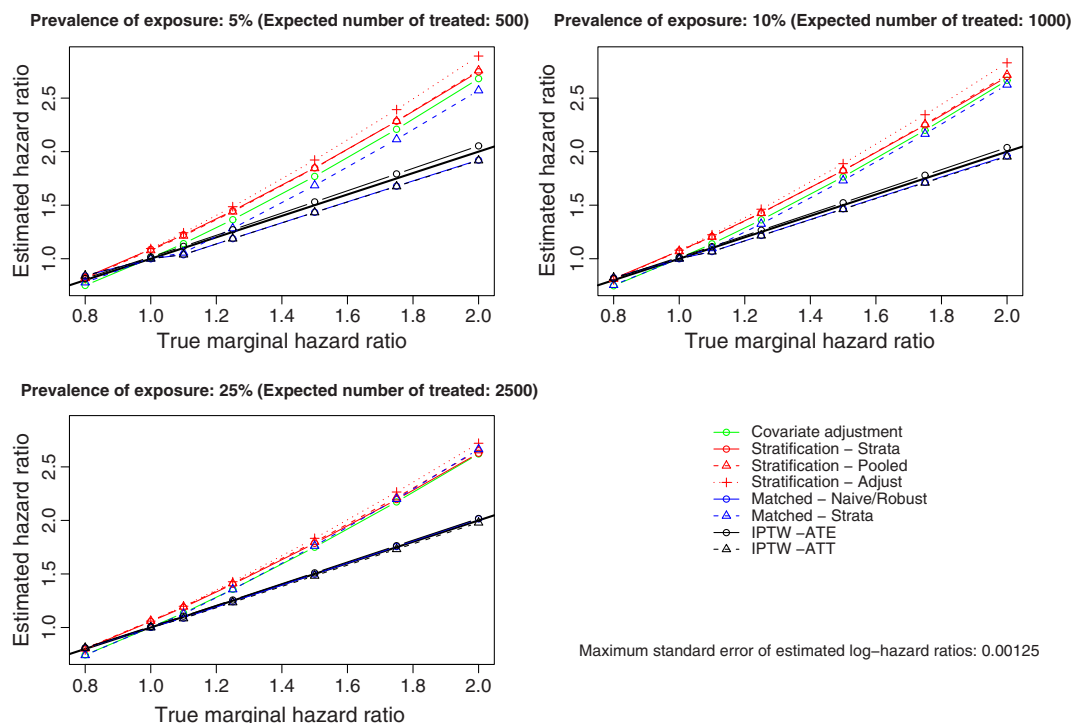 Prevalence of exposure: 5% (Expected number of treated: 500)
Estimated hazard ratio
2.5
2.0
1.5
1.0
0.8 1.0 1.2 1.4 1.6 1.8 2.0
True marginal hazard ratio
Prevalence of exposure: 10% (Expected number of treated: 1000)
Estimated hazard ratio
2.5
2.0
1.5
1.0
0.8 1.0 1.2 1.4 1.6 1.8 2.0
True marginal hazard ratio
Prevalence of exposure: 25% (Expected number of treated: 2500)
Estimated hazard ratio
2.5
2.0
1.5
1.0
0.8 1.0 1.2 1.4 1.6 1.8 2.0
True marginal hazard ratio
Covariate adjustment
Stratification − Strata
Stratification − Pooled
Stratification − Adjust
Matched − Naive/Robust
Matched − Strata
IPTW −ATE
IPTW −ATT
Maximum standard error of estimated log−hazard ratios: 0.00125